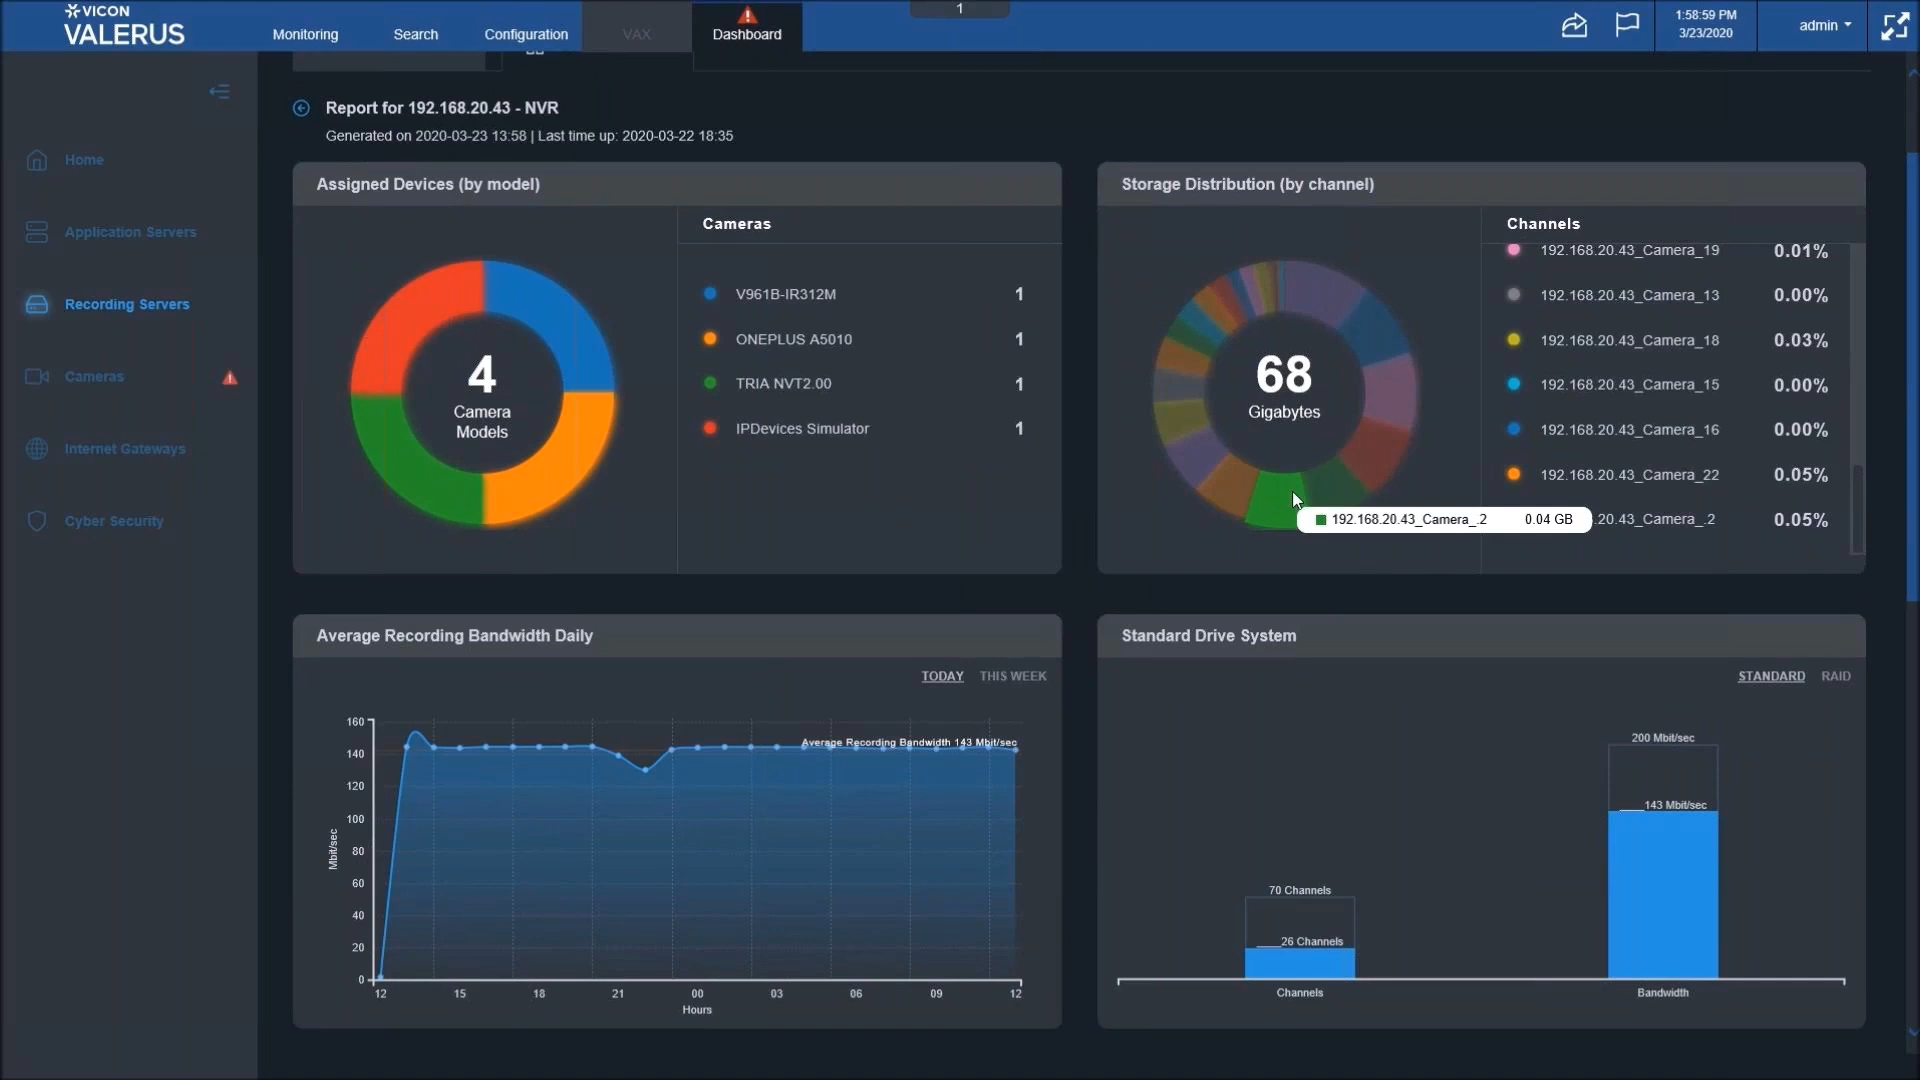 VICON
VALERUS
Monitoring
Search
Configuration
VAX
Dashboard
1
1:58:59 PM
3/23/2020
admin
Home
Application Servers
Recording Servers
Cameras
Internet Gateways
Cyber Security
Report for 192.168.20.43 - NVR
Generated on 2020-03-23 13:58 | Last time up: 2020-03-22 18:35
Assigned Devices (by model)
4
Camera
Models
Cameras
V961B-IR312M 1
ONEPLUS A5010 1
TRIA NVT2.00 1
IPDevices Simulator 1
Storage Distribution (by channel)
68
Gigabytes
Channels
192.168.20.43_Camera_19 0.01%
192.168.20.43_Camera_13 0.00%
192.168.20.43_Camera_18 0.03%
192.168.20.43_Camera_15 0.00%
192.168.20.43_Camera_16 0.00%
192.168.20.43_Camera_22 0.05%
.20.43_Camera_.2 0.05%
192.168.20.43_Camera_.2 0.04 GB
Average Recording Bandwidth Daily
TODAY THIS WEEK
Average Recording Bandwidth 143 Mbit/sec
160
140
120
100
80
60
40
20
0
Mbit/sec
12 15 18 21 00 03 06 09 12
Hours
Standard Drive System
STANDARD RAID
200 Mbit/sec
143 Mbit/sec
70 Channels
26 Channels
Channels
Bandwidth